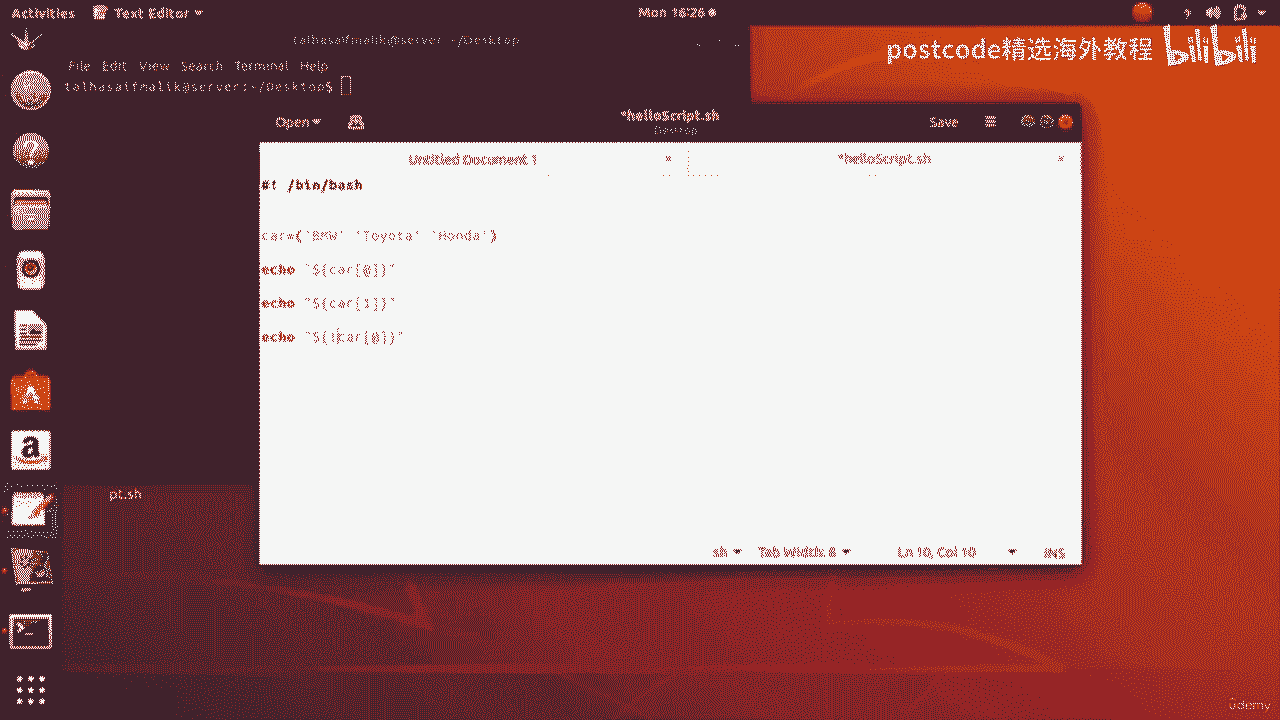 Activities Text Editor Mon 16:26
talhasaifmalik@server: ~/Desktop
File Edit View Search Terminal Help
talhasaifmalik@server:~/Desktop$
postcode精选海外教程 bilibili
Open *helloScript.sh Save
Desktop
Untitled Document 1 × *helloScript.sh ×
#! /bin/bash
car=('BMW' 'Toyota' 'Honda')
echo "${car[@]}"
echo "${car[1]}"
echo "${!car[@]}"
pt.sh
sh Tab Width: 8 Ln 10, Col 10 INS
ûdemy